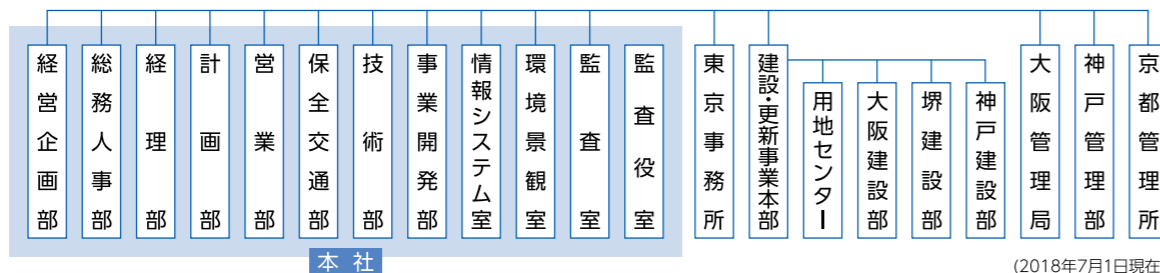 経営企画部
総務人事部
経理部
計画部
営業部
保全交通部
技術部
事業開発部
情報システム室
環境景観室
監査室
監査役室
東京事務所
建設・更新事業本部
用地センター
大阪建設部
堺建設部
神戸建設部
大阪管理局
神戸管理部
京都管理所
本社
(2018年7月1日現在